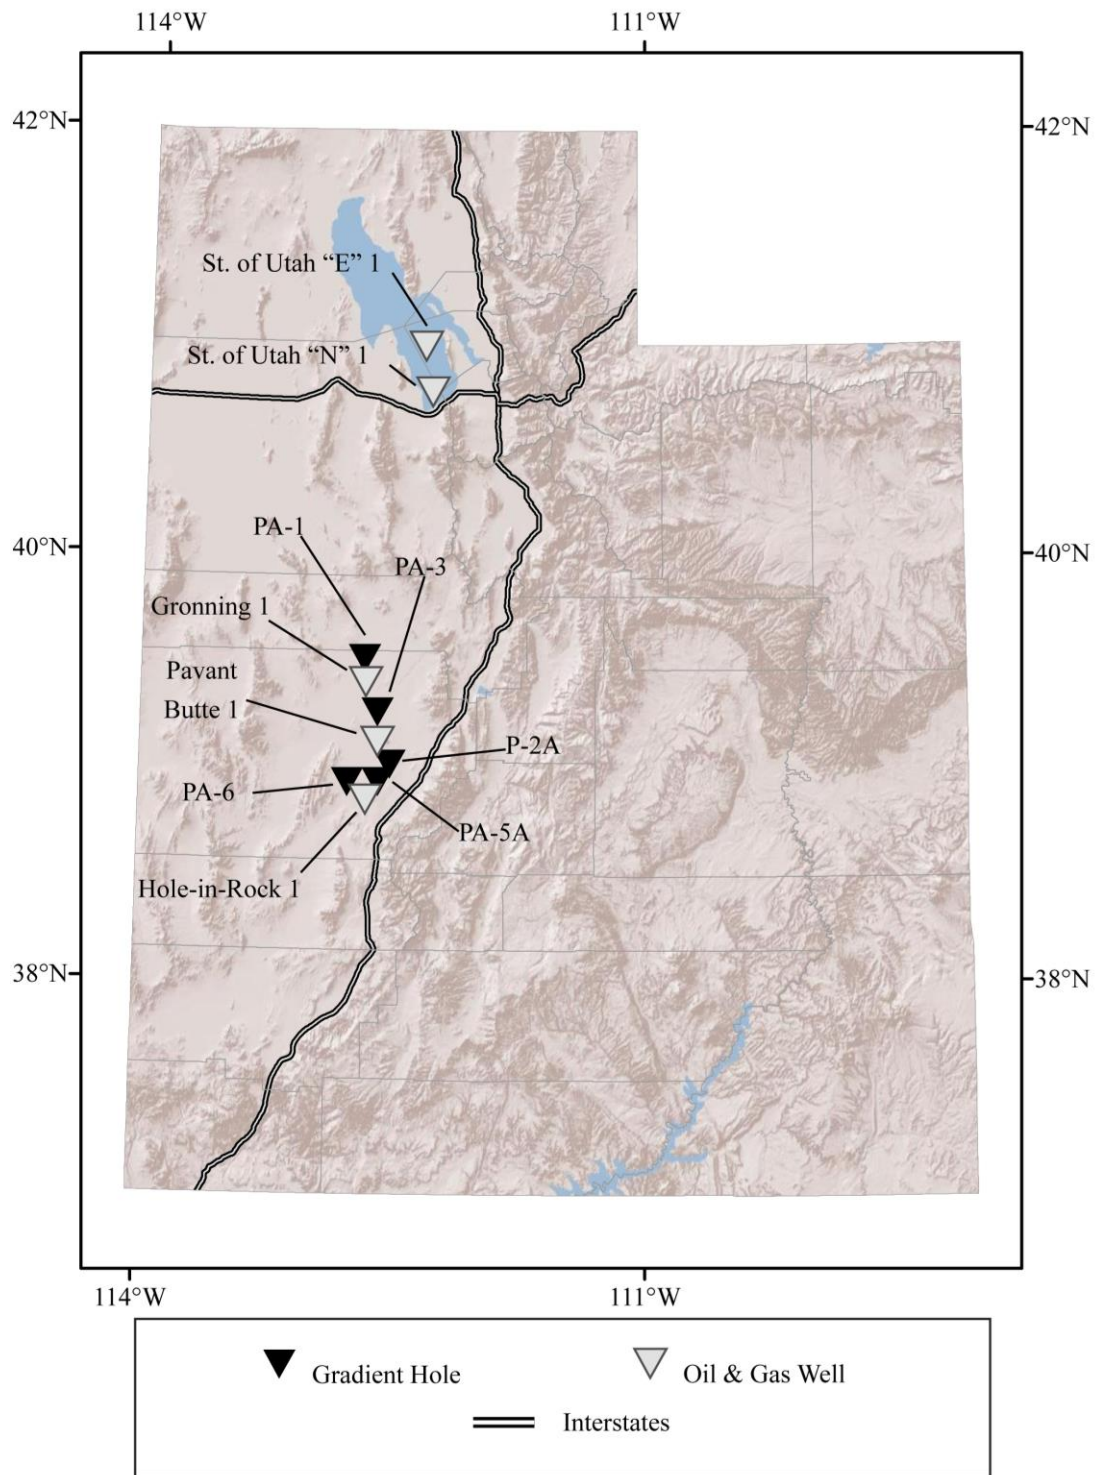 114°W
111°W
42°N
42°N
St. of Utah “E” 1
St. of Utah “N” 1
PA-1
40°N
40°N
PA-3
Gronning 1
Pavant
Butte 1
P-2A
PA-6
PA-5A
Hole-in-Rock 1
38°N
38°N
114°W
111°W
Gradient Hole
Oil & Gas Well
Interstates